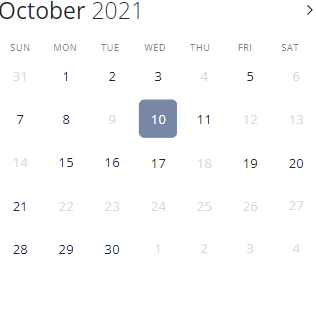 October 2021
SUN MON TUE WED THU FRI SAT
31 1 2 3 4 5 6
7 8 9 10 11 12 13
14 15 16 17 18 19 20
21 22 23 24 25 26 27
28 29 30 1 2 3 4